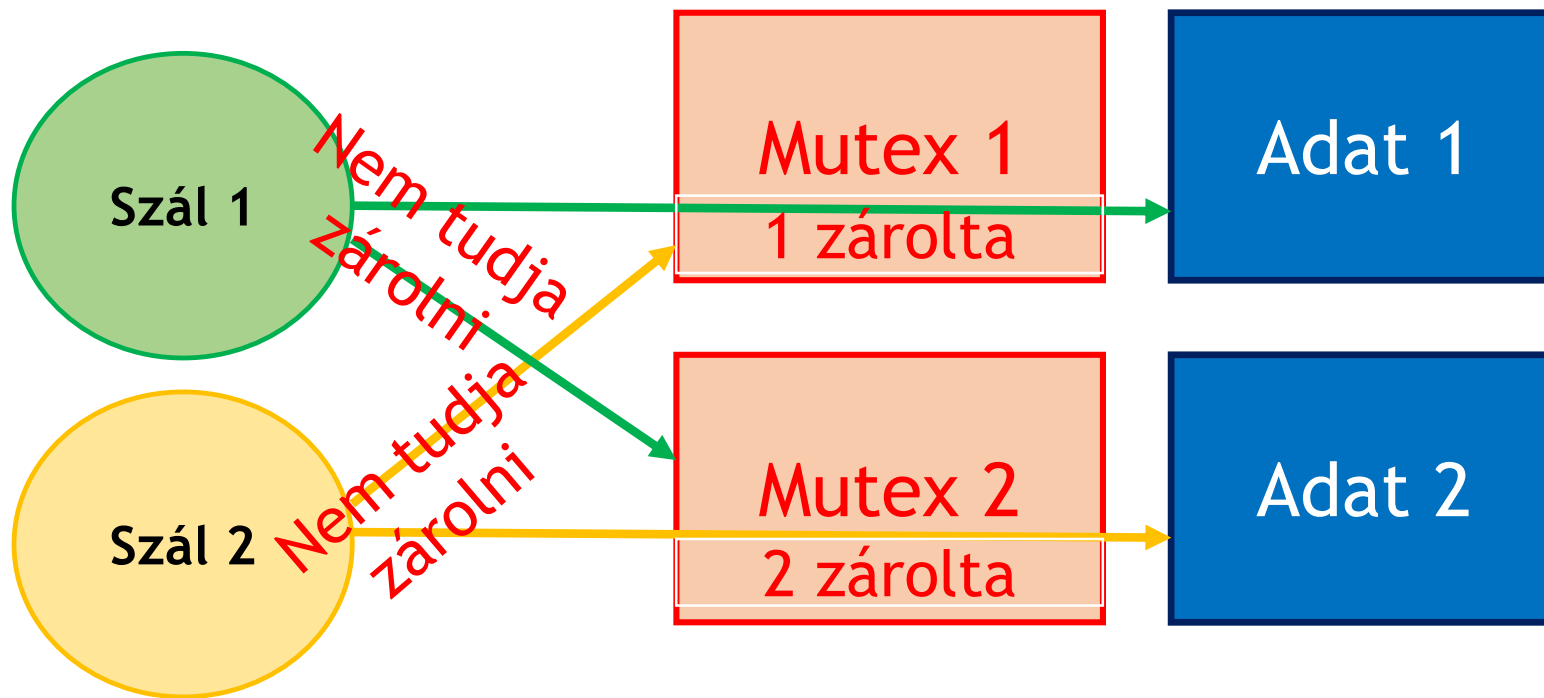 Szál 1
Nem tudja
zárolni
Mutex 1
1 zárolta
Adat 1
Szál 2
Nem tudja
zárolni
Mutex 2
2 zárolta
Adat 2